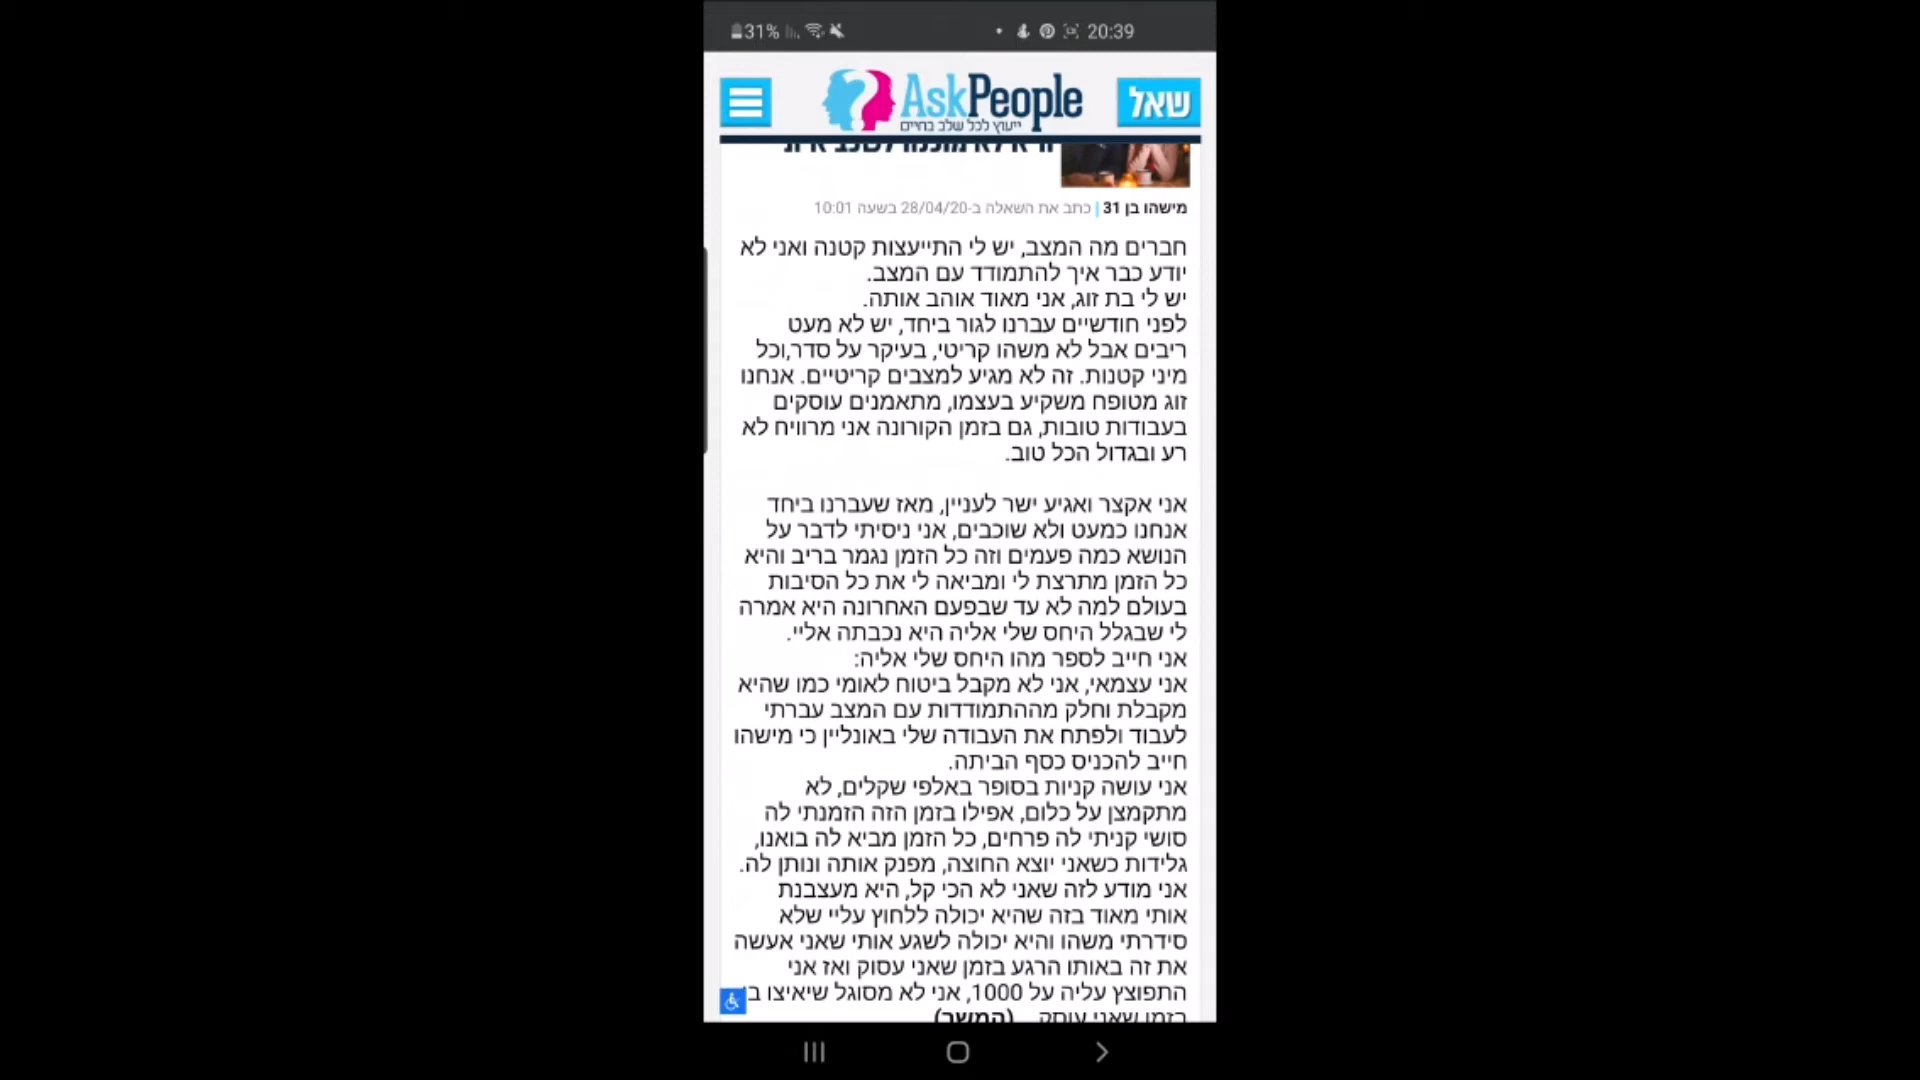 31%
20:39
AskPeople
ייעוץ לכל שלב בחיים
שאל
היא לא מוכנה לשכב איתי
מישהו בן 31 | כתב את השאלה ב-28/04/20 בשעה 10:01
חברים מה המצב, יש לי התייעצות קטנה ואני לא
יודע כבר איך להתמודד עם המצב.
יש לי בת זוג, אני מאוד אוהב אותה.
לפני חודשיים עברנו לגור ביחד, יש לא מעט
ריבים אבל לא משהו קריטי, בעיקר על סדר,וכל
מיני קטנות. זה לא מגיע למצבים קריטיים. אנחנו
זוג מטופח משקיע בעצמו, מתאמנים עוסקים
בעבודות טובות, גם בזמן הקורונה אני מרוויח לא
רע ובגדול הכל טוב.
אני אקצר ואגיע ישר לעניין, מאז שעברנו ביחד
אנחנו כמעט ולא שוכבים, אני ניסיתי לדבר על
הנושא כמה פעמים וזה כל הזמן נגמר בריב והיא
כל הזמן מתרצת לי ומביאה לי את כל הסיבות
בעולם למה לא עד שבפעם האחרונה היא אמרה
לי שבגלל היחס שלי אליה היא נכבתה אליי.
אני חייב לספר מהו היחס שלי אליה:
אני עצמאי, אני לא מקבל ביטוח לאומי כמו שהיא
מקבלת וחלק מההתמודדות עם המצב עברתי
לעבוד ולפתח את העבודה שלי באונליין כי מישהו
חייב להכניס כסף הביתה.
אני עושה קניות בסופר באלפי שקלים, לא
מתקמצן על כלום, אפילו בזמן הזה הזמנתי לה
סושי קניתי לה פרחים, כל הזמן מביא לה בואנו,
גלידות כשאני יוצא החוצה, מפנק אותה ונותן לה.
אני מודע לזה שאני לא הכי קל, היא מעצבנת
אותי מאוד בזה שהיא יכולה ללחוץ עליי שלא
סידרתי משהו והיא יכולה לשגע אותי שאני אעשה
את זה באותו הרגע בזמן שאני עסוק ואז אני
התפוצץ עליה על 1000, אני לא מסוגל שיאיצו בי
בזמן שאני עוסק... (המשך)